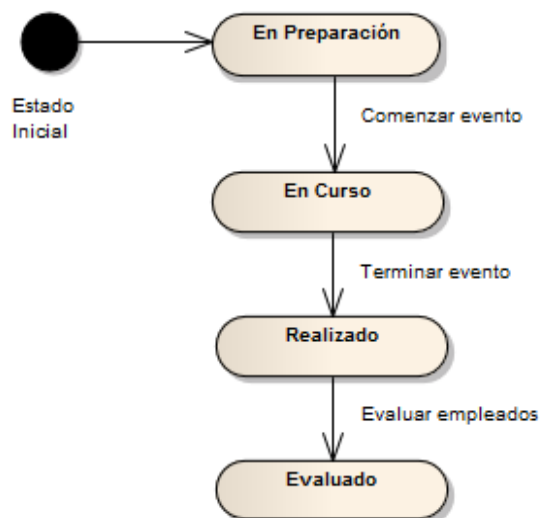 En Preparación
Estado
Inicial
Comenzar evento
En Curso
Terminar evento
Realizado
Evaluar empleados
Evaluado